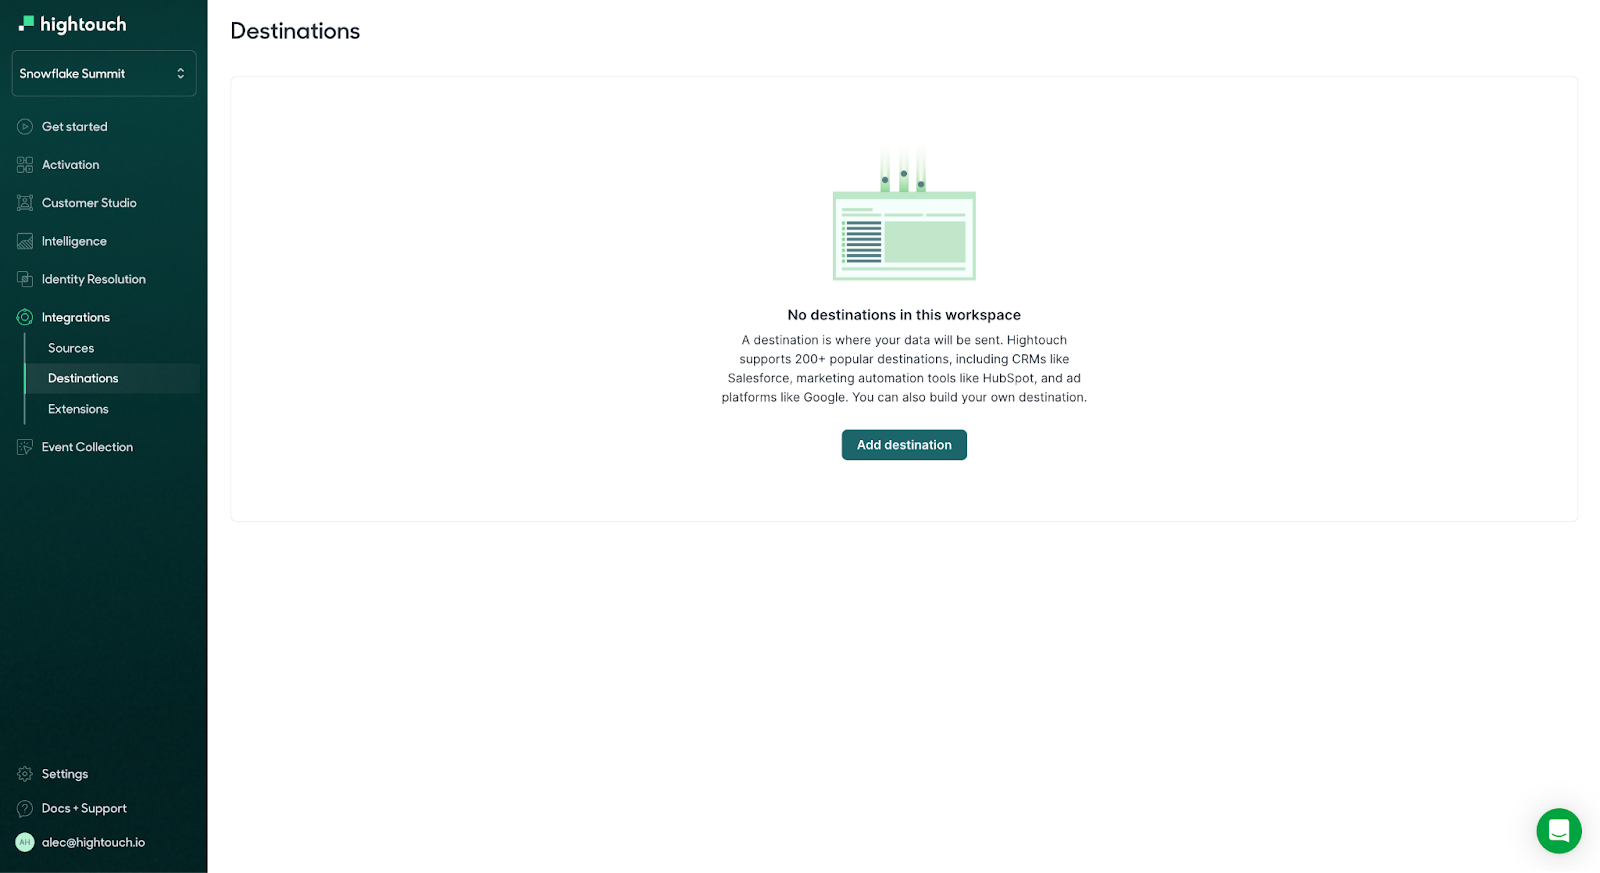 hightouch
Snowflake Summit
Get started
Activation
Customer Studio
Intelligence
Identity Resolution
Integrations
Sources
Destinations
Extensions
Event Collection
Settings
Docs + Support
AH alec@hightouch.io
Destinations
No destinations in this workspace
A destination is where your data will be sent. Hightouch
supports 200+ popular destinations, including CRMs like
Salesforce, marketing automation tools like HubSpot, and ad
platforms like Google. You can also build your own destination.
Add destination